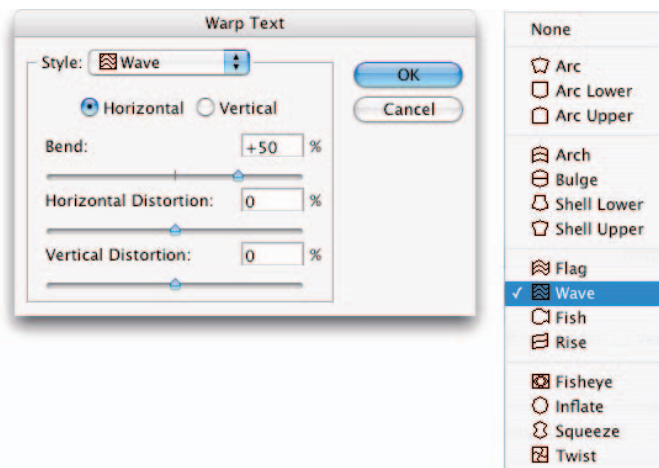 Warp Text
Style: Wave
OK
Horizontal Vertical
Cancel
Bend: +50 %
Horizontal Distortion: 0 %
Vertical Distortion: 0 %
None
Arc
Arc Lower
Arc Upper
Arch
Bulge
Shell Lower
Shell Upper
Flag
✓ Wave
Fish
Rise
Fisheye
Inflate
Squeeze
Twist